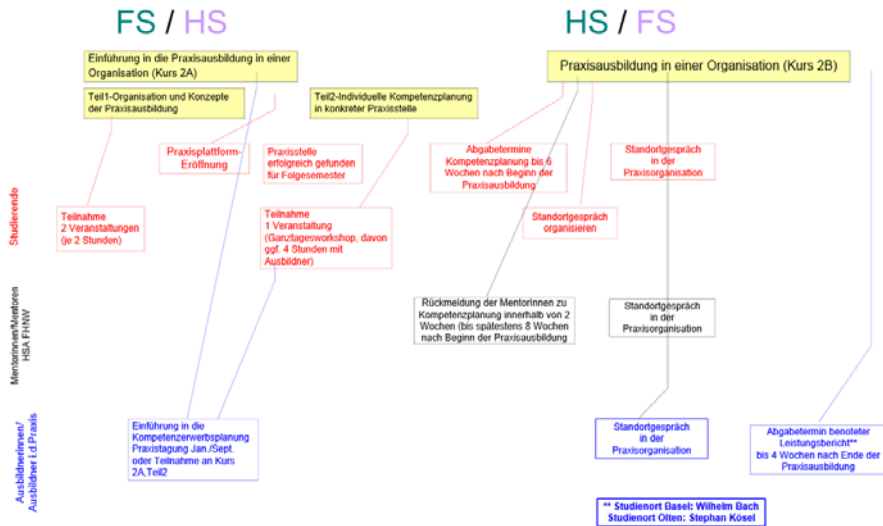 FS / HS
HS / FS
Einführung in die Praxisausbildung in einer
Organisation (Kurs 2A)
Praxisausbildung in einer Organisation (Kurs 2B)
Teil1-Organisation und Konzepte
der Praxisausbildung
Teil2-Individuelle Kompetenzplanung
in konkreter Praxisstelle
Studierende
Praxisplattform-
Eröffnung
Praxisstelle
erfolgreich gefunden
für Folgesemester
Abgabetermine
Kompetenzplanung bis 6
Wochen nach Beginn der
Praxisausbildung
Standortgespräch
in der
Praxisorganisation
Teilnahme
2 Veranstaltungen
(je 2 Stunden)
Teilnahme
1 Veranstaltung
(Ganztagesworkshop, davon
ggf. 4 Stunden mit
Ausbildner)
Standortgespräch
organisieren
Mentorinnen/Mentoren
HSA FHNW
Rückmeldung der MentorInnen zu
Kompetenzplanung innerhalb von 2
Wochen (bis spätestens 8 Wochen
nach Beginn der Praxisausbildung
Standortgespräch
in der
Praxisorganisation
Ausbildnerinnen/
Ausbildner i.d.Praxis
Einführung in die
Kompetenzerwerbsplanung
Praxistagung Jan./Sept.
oder Teilnahme an Kurs
2A,Teil2
Standortgespräch
in der
Praxisorganisation
Abgabetermin benoteter
Leistungsbericht**
bis 4 Wochen nach Ende der
Praxisausbildung
** Studienort Basel: Wilhelm Bach
Studienort Olten: Stephan Kösel